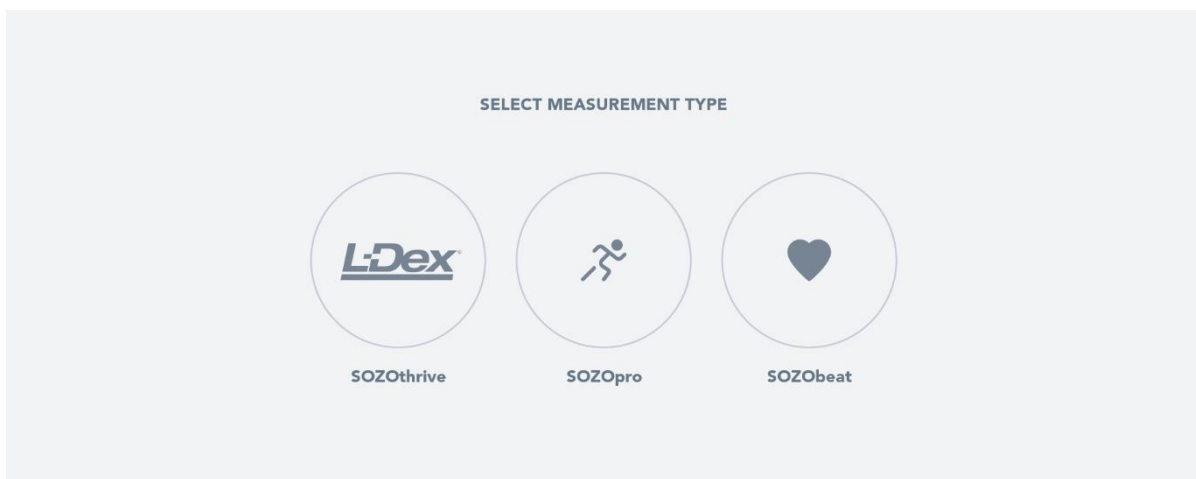 SELECT MEASUREMENT TYPE
L-Dex
SOZOthrive
SOZOpro
SOZObeat